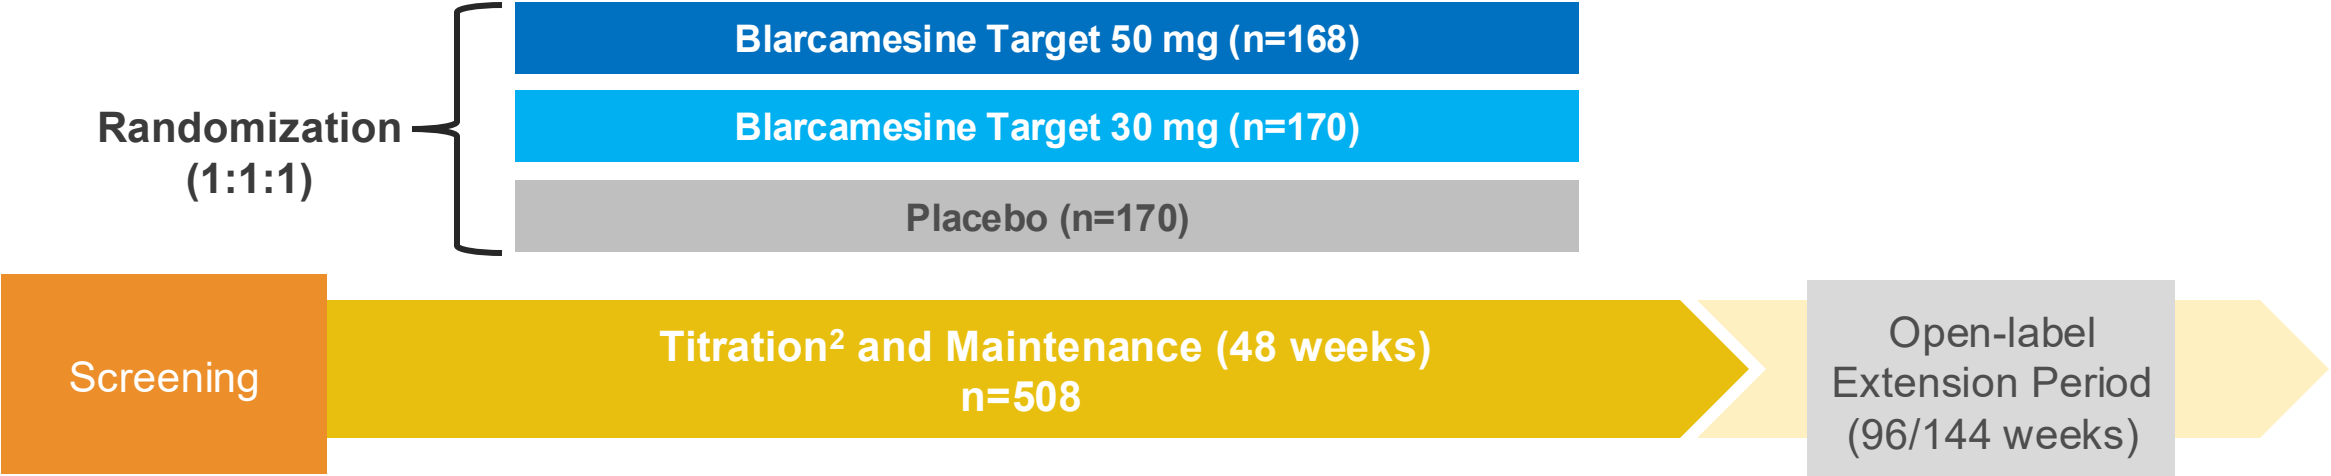 Blarcamesine Target 50 mg (n=168)
Randomization
(1:1:1)
Blarcamesine Target 30 mg (n=170)
Placebo (n=170)
Screening
Titration² and Maintenance (48 weeks)
n=508
Open-label
Extension Period
(96/144 weeks)